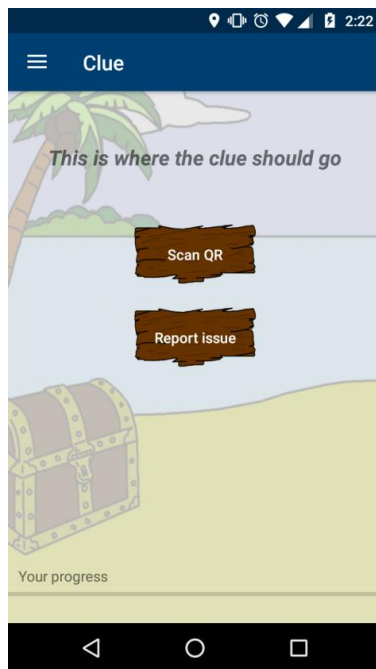 2:22
Clue
This is where the clue should go
Scan QR
Report issue
Your progress